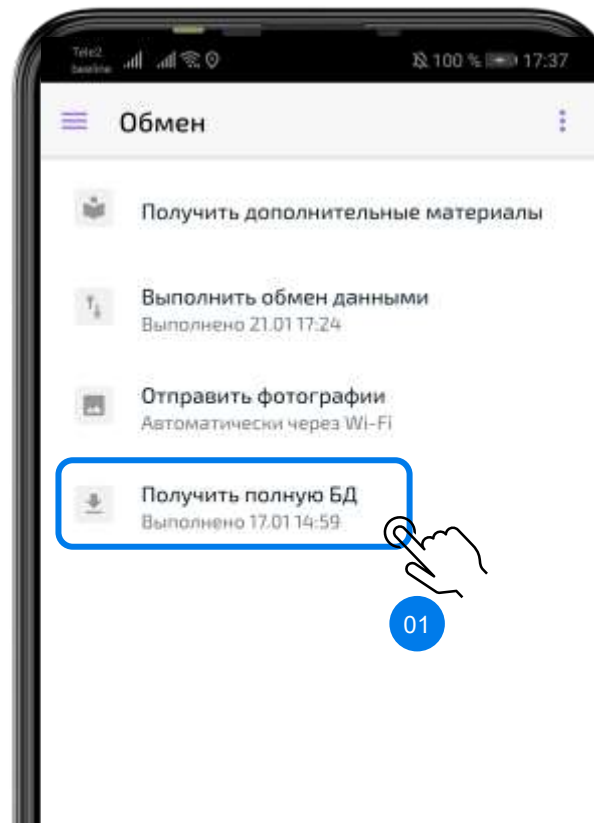 Tele2
beeline
100 % 17:37
Обмен
Получить дополнительные материалы
Выполнить обмен данными
Выполнено 21.01 17:24
Отправить фотографии
Автоматически через Wi-Fi
Получить полную БД
Выполнено 17.01 14:59
01